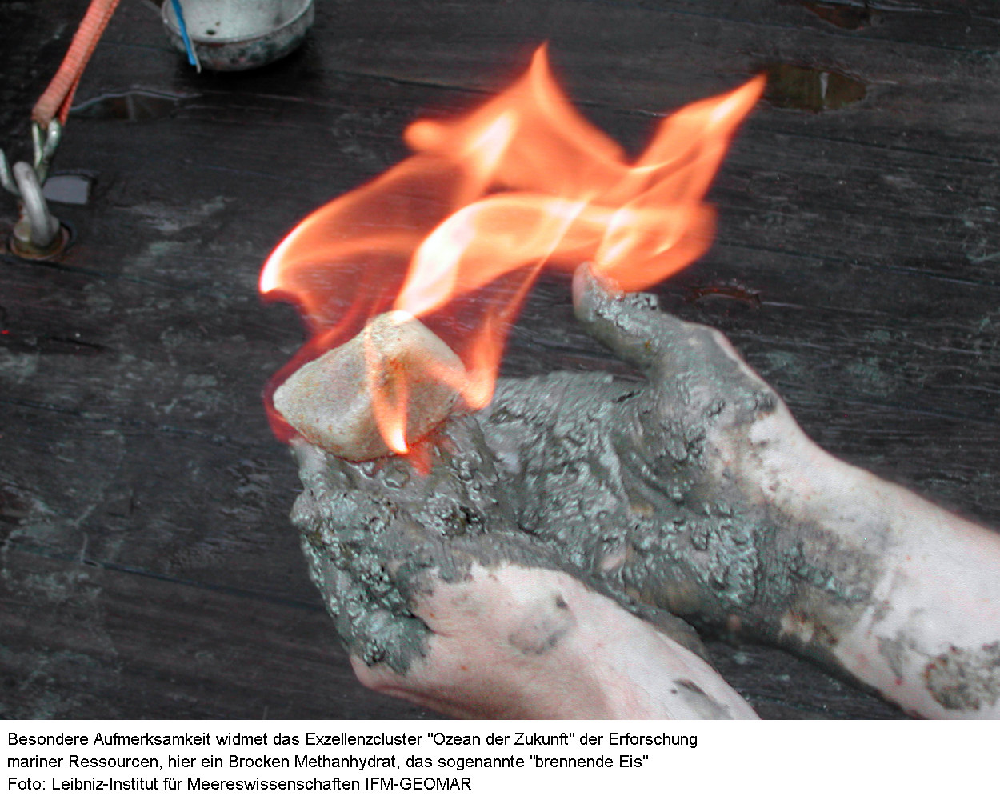 Besondere Aufmerksamkeit widmet das Exzellenzcluster "Ozean der Zukunft" der Erforschung
mariner Ressourcen, hier ein Brocken Methanhydrat, das sogenannte "brennende Eis"
Foto: Leibniz-Institut für Meereswissenschaften IFM-GEOMAR